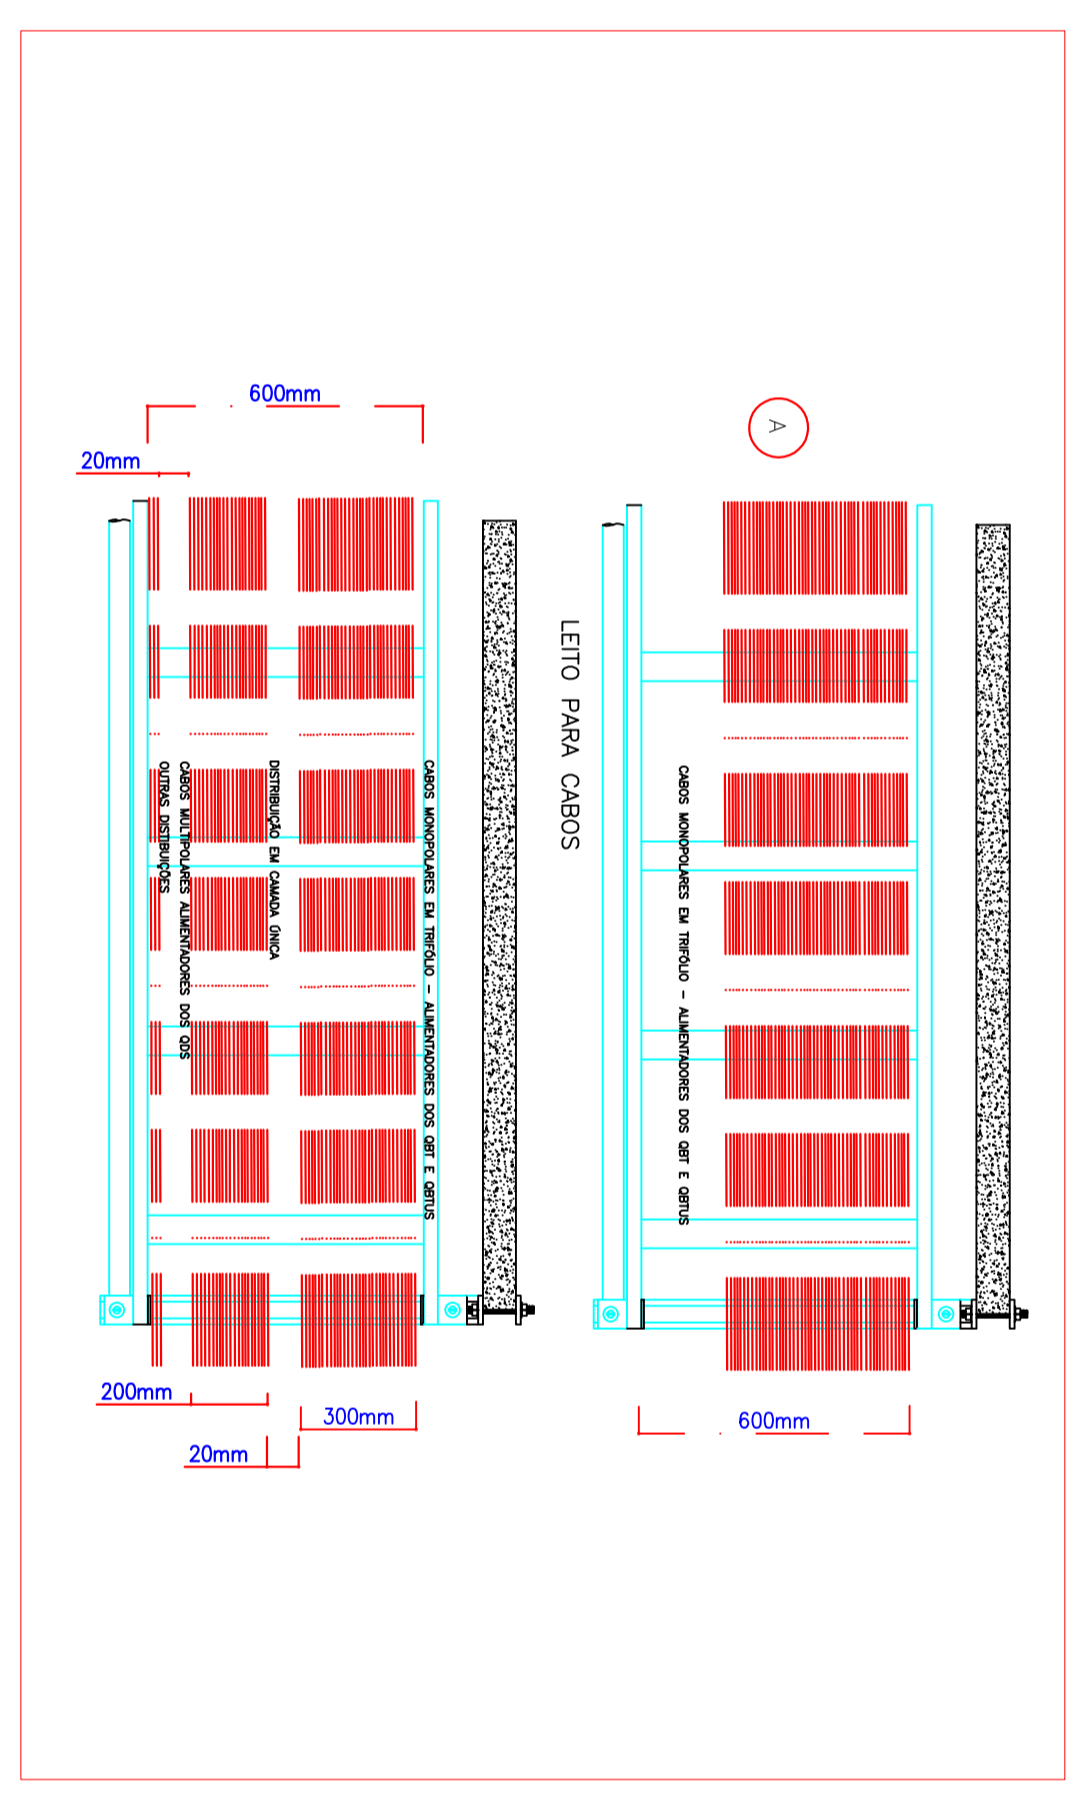 600mm
20mm
A
LEITO PARA CABOS
CABOS MONOPOLARES EM TRIFÓLIO – ALIMENTADORES DOS QBT E QBTUS
CABOS MONOPOLARES EM TRIFÓLIO – ALIMENTADORES DOS QBT E QBTUS
DISTRIBUIÇÃO EM CAMADA ÚNICA
CABOS MULTIPOLARES ALIMENTADORES DOS QDS
OUTRAS DISTIBUIÇÕES
200mm
300mm
20mm
600mm